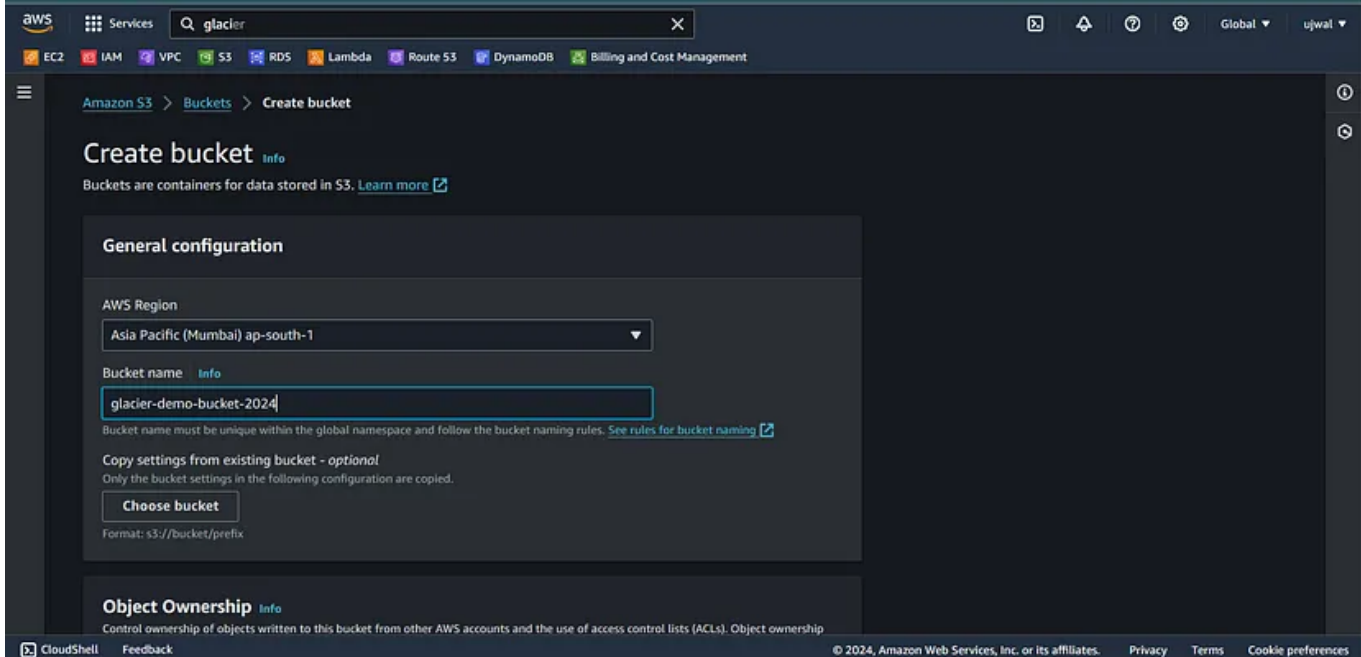 aws Services glacier Global ujwal
EC2 IAM VPC S3 RDS Lambda Route 53 DynamoDB Billing and Cost Management
Amazon S3 > Buckets > Create bucket
Create bucket Info
Buckets are containers for data stored in S3. Learn more
General configuration
AWS Region
Asia Pacific (Mumbai) ap-south-1
Bucket name Info
glacier-demo-bucket-2024
Bucket name must be unique within the global namespace and follow the bucket naming rules. See rules for bucket naming
Copy settings from existing bucket - optional
Only the bucket settings in the following configuration are copied.
Choose bucket
Format: s3://bucket/prefix
Object Ownership Info
Control ownership of objects written to this bucket from other AWS accounts and the use of access control lists (ACLs). Object ownership
CloudShell Feedback © 2024, Amazon Web Services, Inc. or its affiliates. Privacy Terms Cookie preferences